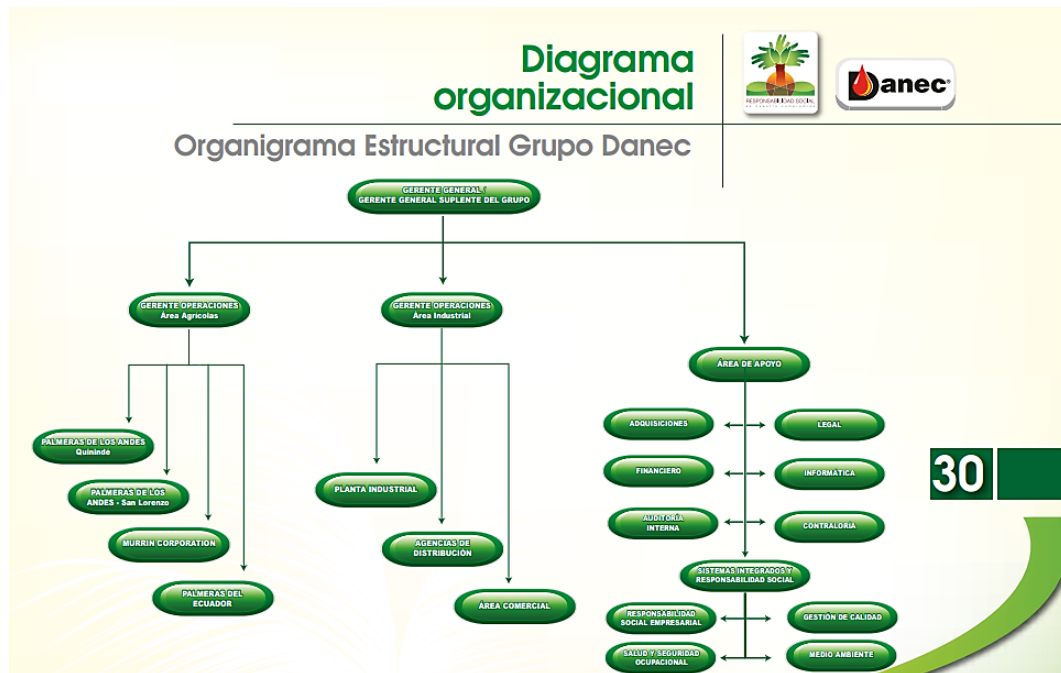 Diagrama
organizacional
RESPONSABILIDAD SOCIAL
Danec®
Organigrama Estructural Grupo Danec
GERENTE GENERAL /
GERENTE GENERAL SUPLENTE DEL GRUPO
GERENTE OPERACIONES
Área Agrícolas
GERENTE OPERACIONES
Área Industrial
ÁREA DE APOYO
PALMERAS DE LOS ANDES
Quininde
PALMERAS DE LOS
ANDES - San Lorenzo
MURRIN CORPORATION
PALMERAS DEL
ECUADOR
PLANTA INDUSTRIAL
AGENCIAS DE
DISTRIBUCIÓN
ÁREA COMERCIAL
ADQUISICIONES
LEGAL
FINANCIERO
INFORMÁTICA
AUDITORÍA
INTERNA
CONTRALORÍA
SISTEMAS INTEGRADOS Y
RESPONSABILIDAD SOCIAL
RESPONSABILIDAD
SOCIAL EMPRESARIAL
GESTIÓN DE CALIDAD
SALUD Y SEGURIDAD
OCUPACIONAL
MEDIO AMBIENTE
30